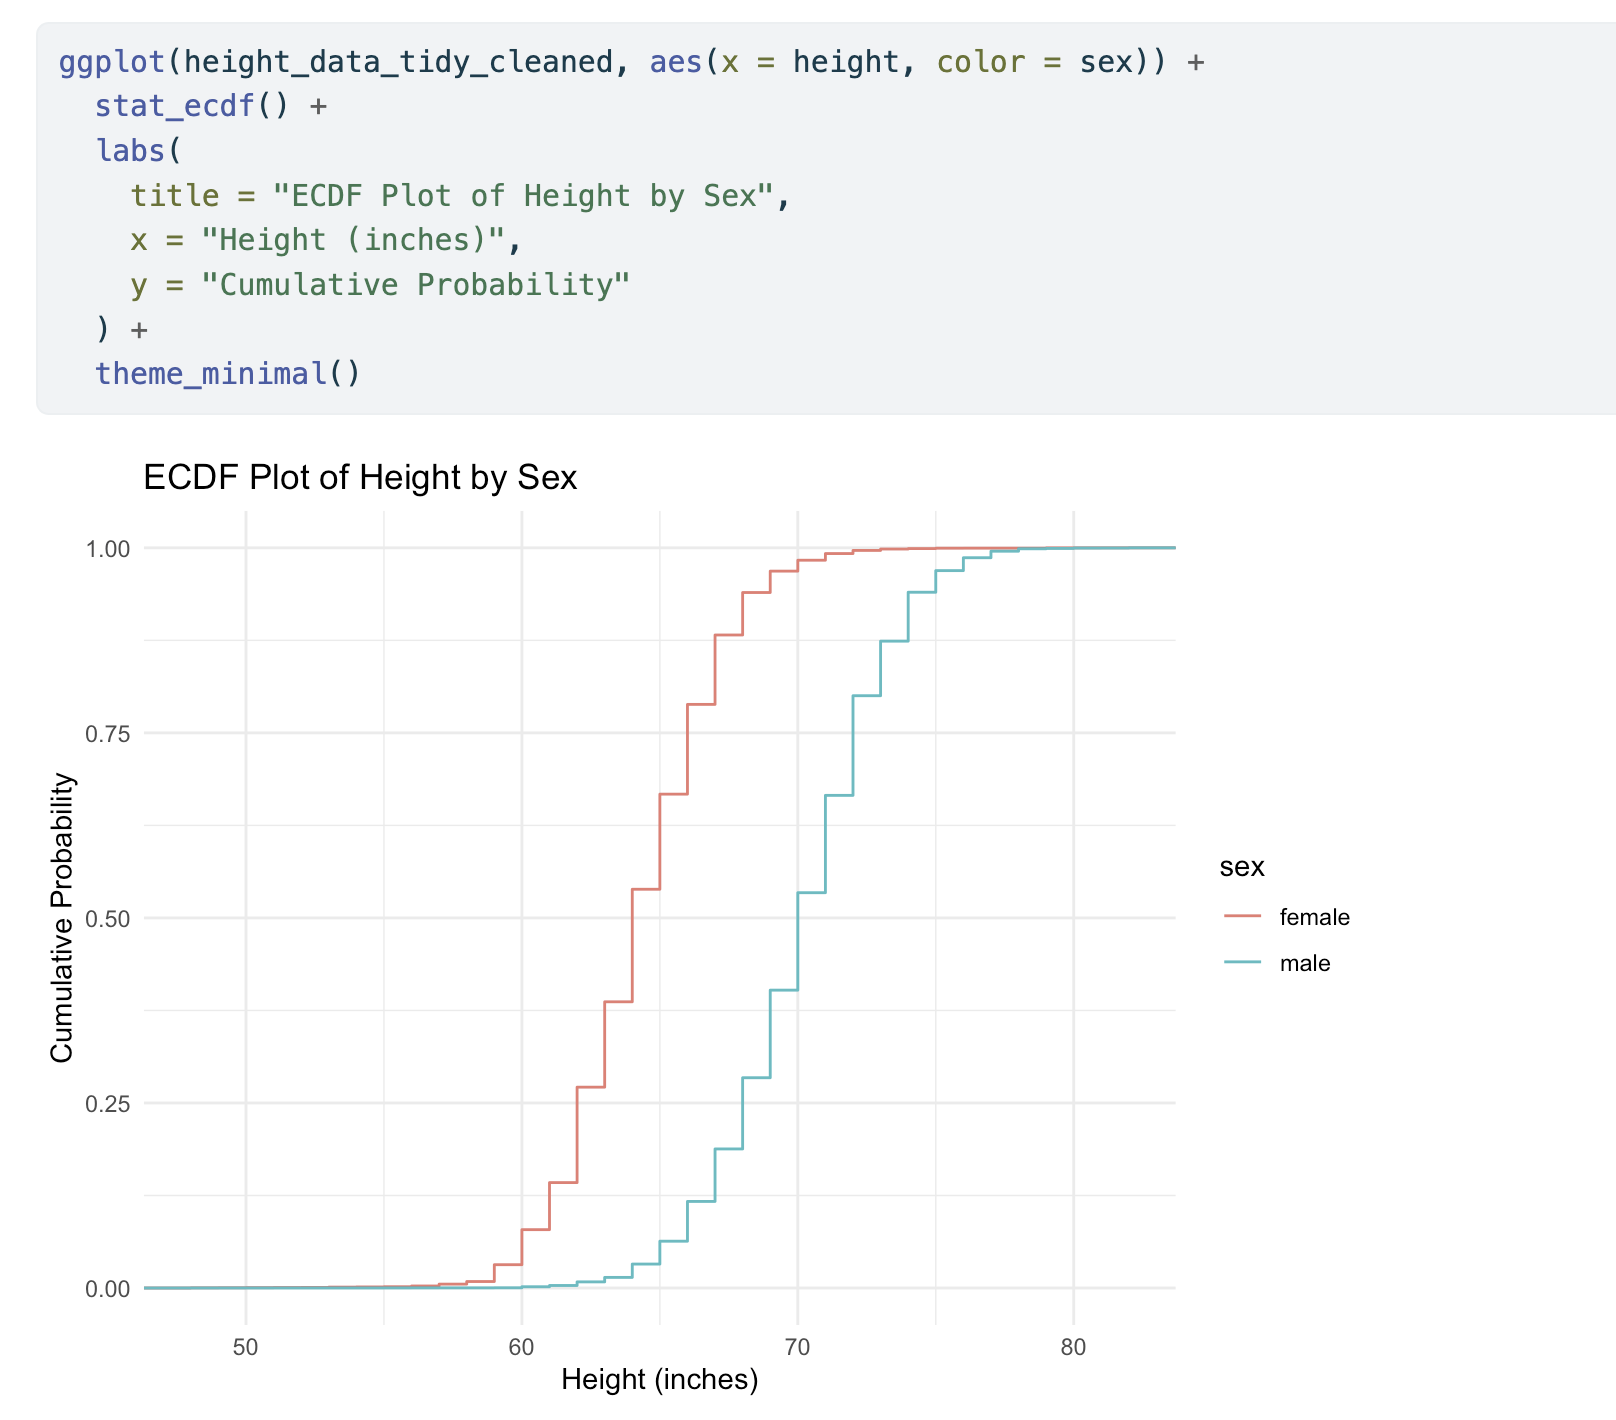 ggplot(height_data_tidy_cleaned, aes(x = height, color = sex)) +
  stat_ecdf() +
  labs(
    title = "ECDF Plot of Height by Sex",
    x = "Height (inches)",
    y = "Cumulative Probability"
  ) +
  theme_minimal()
ECDF Plot of Height by Sex
1.00
0.75
0.50
0.25
0.00
Cumulative Probability
50 60 70 80
Height (inches)
sex
female
male